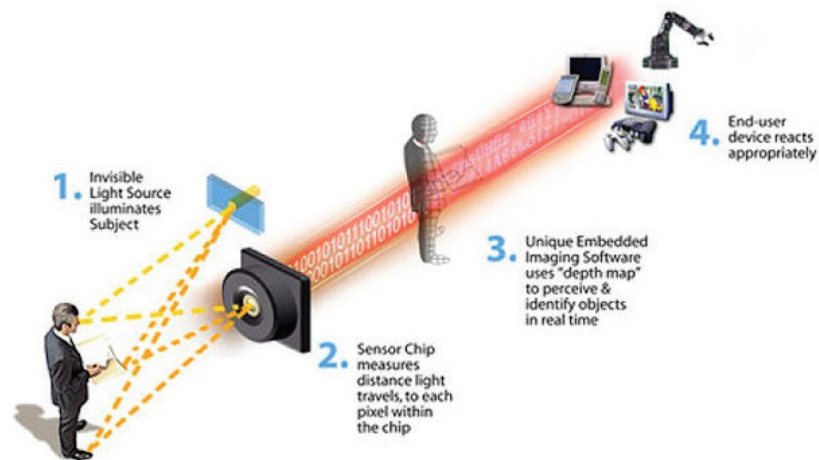 1. Invisible
Light Source
illuminates
Subject
2. Sensor Chip
measures
distance light
travels, to each
pixel within
the chip
3. Unique Embedded
Imaging Software
uses “depth map”
to perceive &
identify objects
in real time
4. End-user
device reacts
appropriately